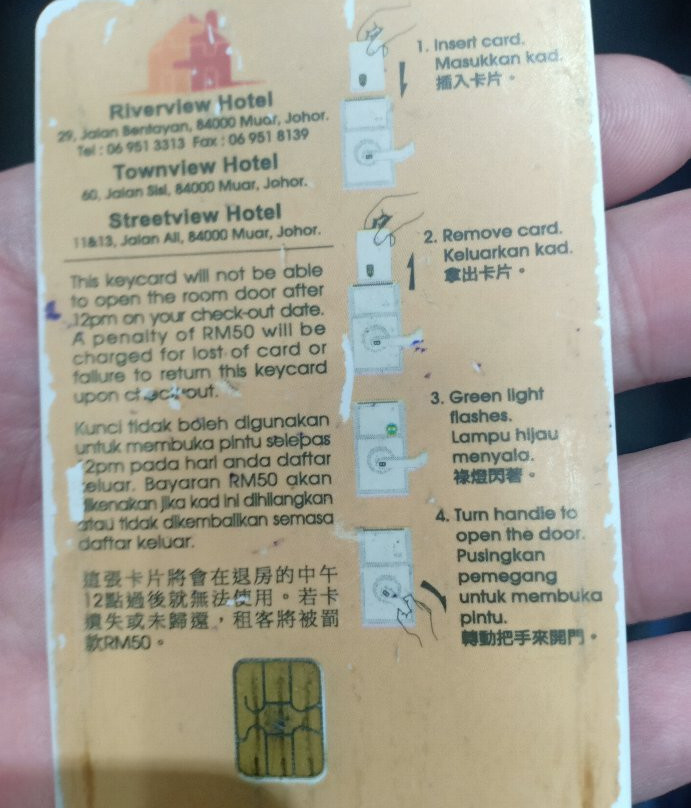 Riverview Hotel
29, Jalan Bentayan, 84000 Muar, Johor.
Tel : 06 951 3313 Fax : 06 951 8139
Townview Hotel
60, Jalan Sisi, 84000 Muar, Johor.
Streetview Hotel
11&13, Jalan Ali, 84000 Muar, Johor.
This keycard will not be able
to open the room door after
12pm on your check-out date.
A penalty of RM50 will be
charged for lost of card or
failure to return this keycard
upon check-out.
Kunci tidak boleh digunakan
untuk membuka pintu selepas
12pm pada hari anda daftar
keluar. Bayaran RM50 akan
dikenakan jika kad ini dihilangkan
atau tidak dikembalikan semasa
daftar keluar.
這張卡片將會在退房的中午
12點過後就無法使用。若卡
遺失或未歸還，租客將被罰
款RM50。
1. Insert card.
Masukkan kad.
插入卡片。
2. Remove card.
Keluarkan kad.
拿出卡片。
3. Green light
flashes.
Lampu hijau
menyala.
祿燈閃著。
4. Turn handle to
open the door.
Pusingkan
pemegang
untuk membuka
pintu.
轉動把手來開門。